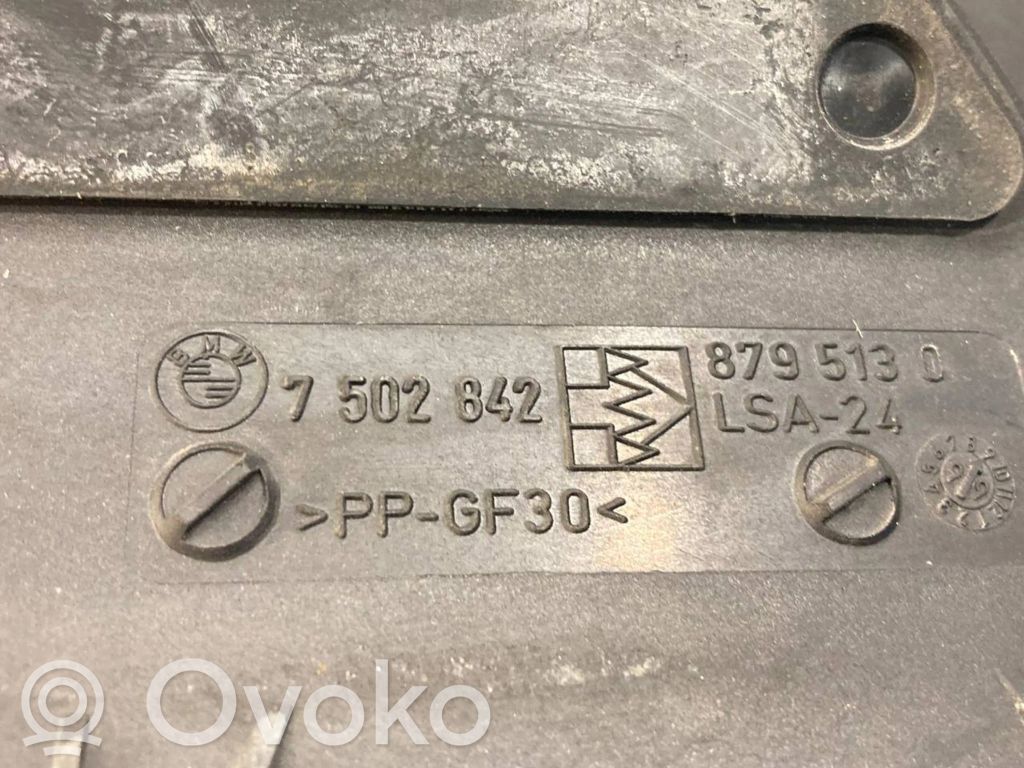 BMW
7 502 842
879 513 0
LSA-24
>PP-GF30<
Ovoko